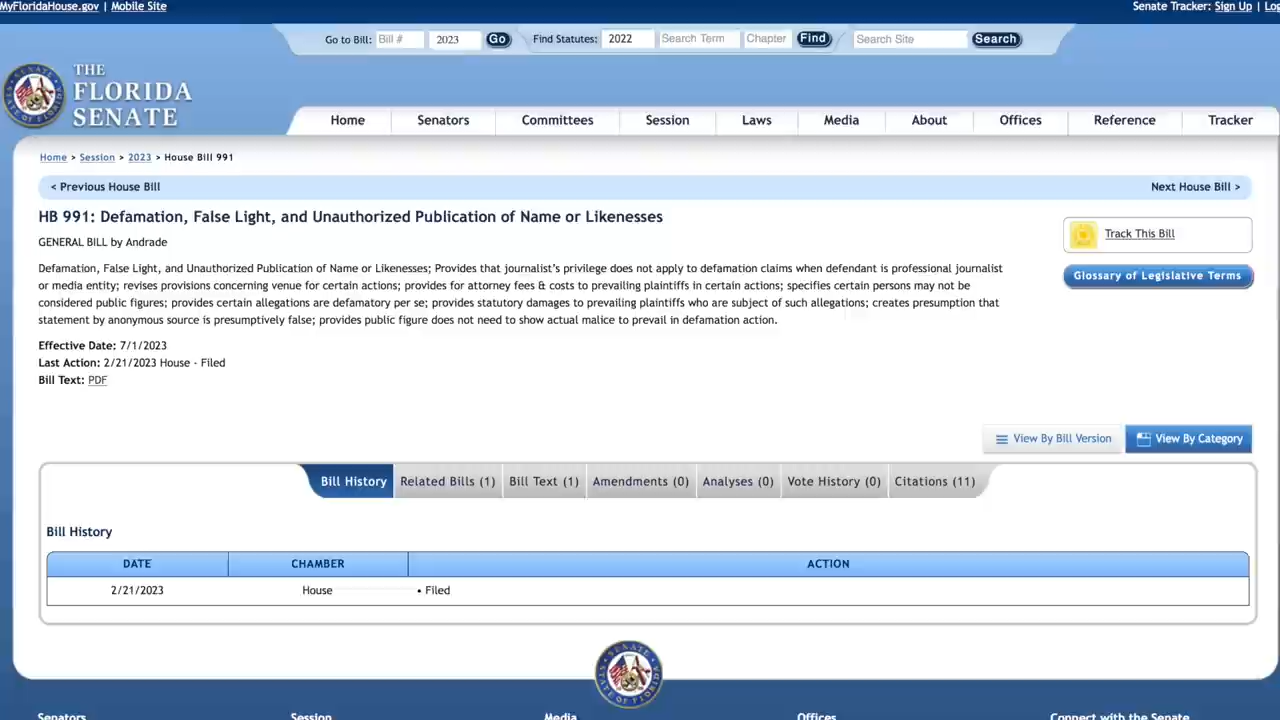 MyFloridaHouse.gov | Mobile Site
Senate Tracker: Sign Up |
Go to Bill: Bill # 2023 Go Find Statutes: 2022 Search Term Chapter Find Search Site Search
THE
FLORIDA
SENATE
Home Senators Committees Session Laws Media About Offices Reference Tracker
Home > Session > 2023 > House Bill 991
< Previous House Bill
Next House Bill >
HB 991: Defamation, False Light, and Unauthorized Publication of Name or Likenesses
Track This Bill
GENERAL BILL by Andrade
Glossary of Legislative Terms
Defamation, False Light, and Unauthorized Publication of Name or Likenesses; Provides that journalist's privilege does not apply to defamation claims when defendant is professional journalist
or media entity; revises provisions concerning venue for certain actions; provides for attorney fees & costs to prevailing plaintiffs in certain actions; specifies certain persons may not be
considered public figures; provides certain allegations are defamatory per se; provides statutory damages to prevailing plaintiffs who are subject of such allegations; creates presumption that
statement by anonymous source is presumptively false; provides public figure does not need to show actual malice to prevail in defamation action.
Effective Date: 7/1/2023
Last Action: 2/21/2023 House - Filed
Bill Text: PDF
View By Bill Version
View By Category
Bill History Related Bills (1) Bill Text (1) Amendments (0) Analyses (0) Vote History (0) Citations (11)
Bill History
DATE CHAMBER ACTION
2/21/2023 House • Filed
Senators Session Media Offices Connect with the Senate